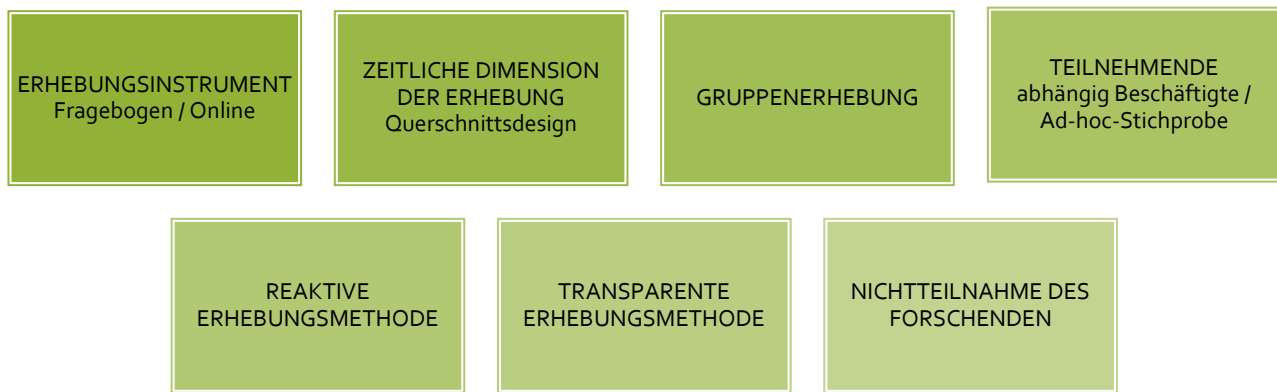 ERHEBUNGSINSTRUMENT
Fragebogen / Online
ZEITLICHE DIMENSION
DER ERHEBUNG
Querschnittsdesign
GRUPPENERHEBUNG
TEILNEHMENDE
abhängig Beschäftigte /
Ad-hoc-Stichprobe
REAKTIVE
ERHEBUNGSMETHODE
TRANSPARENTE
ERHEBUNGSMETHODE
NICHTTEILNAHME DES
FORSCHENDEN